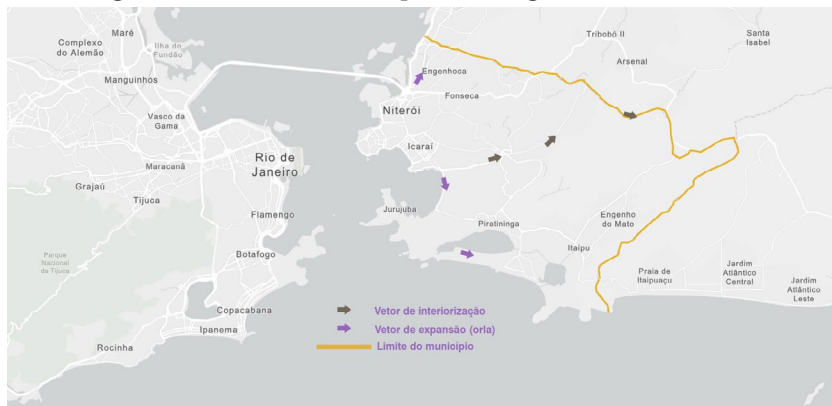 Maré
Complexo
do Alemão
Ilha do
Fundão
Manguinhos
Vasco da
Gama
Maracanã
Grajaú
Tijuca
Rio de
Janeiro
Flamengo
Parque
Nacional
da Tijuca
Botafogo
Copacabana
Ipanema
Rocinha
Engenhoca
Fonseca
Niterói
Icaraí
Jurujuba
Piratininga
Itaipu
Engenho
do Mato
Tribobó II
Arsenal
Santa
Isabel
Praia de
Itaipuaçu
Jardim
Atlântico
Central
Jardim
Atlântico
Leste
Vetor de interiorização
Vetor de expansão (orla)
Limite do município